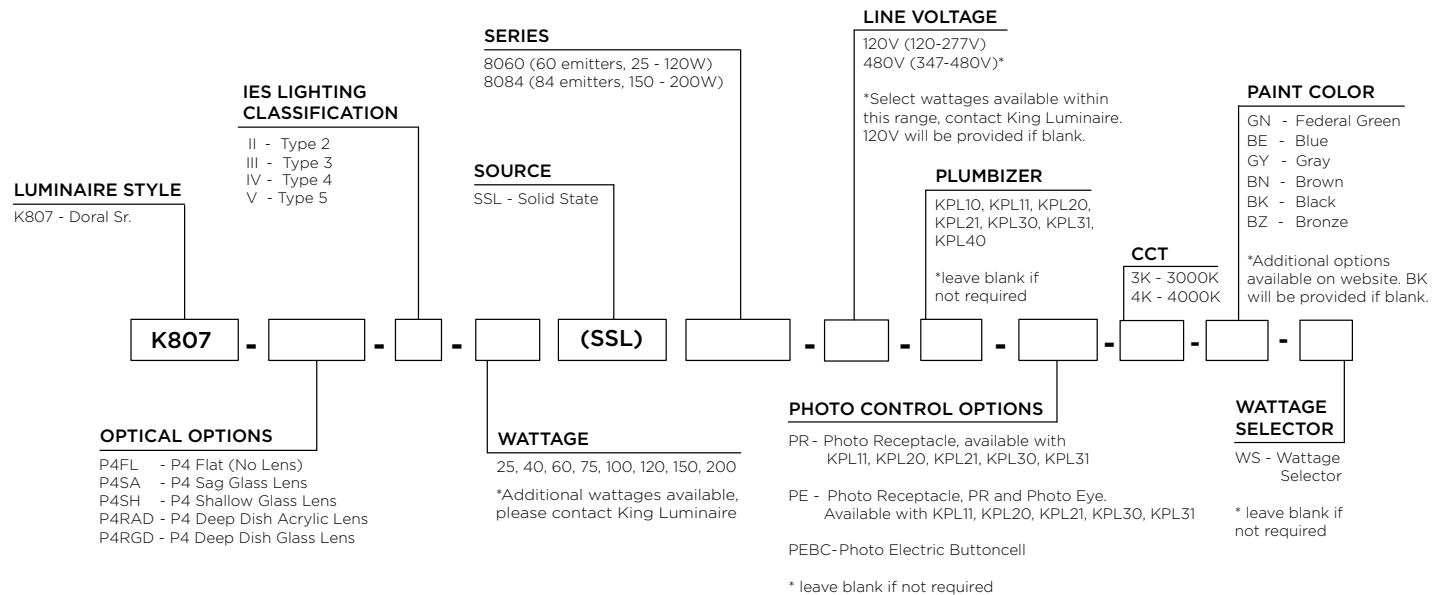 LUMINAIRE STYLE
K807 - Doral Sr.
IES LIGHTING
CLASSIFICATION
II - Type 2
III - Type 3
IV - Type 4
V - Type 5
SERIES
8060 (60 emitters, 25 - 120W)
8084 (84 emitters, 150 - 200W)
SOURCE
SSL - Solid State
LINE VOLTAGE
120V (120-277V)
480V (347-480V)*
*Select wattages available within
this range, contact King Luminaire.
120V will be provided if blank.
PLUMBIZER
KPL10, KPL11, KPL20,
KPL21, KPL30, KPL31,
KPL40
*leave blank if
not required
CCT
3K - 3000K
4K - 4000K
PAINT COLOR
GN - Federal Green
BE - Blue
GY - Gray
BN - Brown
BK - Black
BZ - Bronze
*Additional options
available on website. BK
will be provided if blank.
K807 - - - (SSL) - - - - - -
OPTICAL OPTIONS
P4FL - P4 Flat (No Lens)
P4SA - P4 Sag Glass Lens
P4SH - P4 Shallow Glass Lens
P4RAD - P4 Deep Dish Acrylic Lens
P4RGD - P4 Deep Dish Glass Lens
WATTAGE
25, 40, 60, 75, 100, 120, 150, 200
*Additional wattages available,
please contact King Luminaire
PHOTO CONTROL OPTIONS
PR - Photo Receptacle, available with
KPL11, KPL20, KPL21, KPL30, KPL31
PE - Photo Receptacle, PR and Photo Eye.
Available with KPL11, KPL20, KPL21, KPL30, KPL31
PEBC-Photo Electric Buttoncell
* leave blank if not required
WATTAGE
SELECTOR
WS - Wattage
Selector
* leave blank if
not required